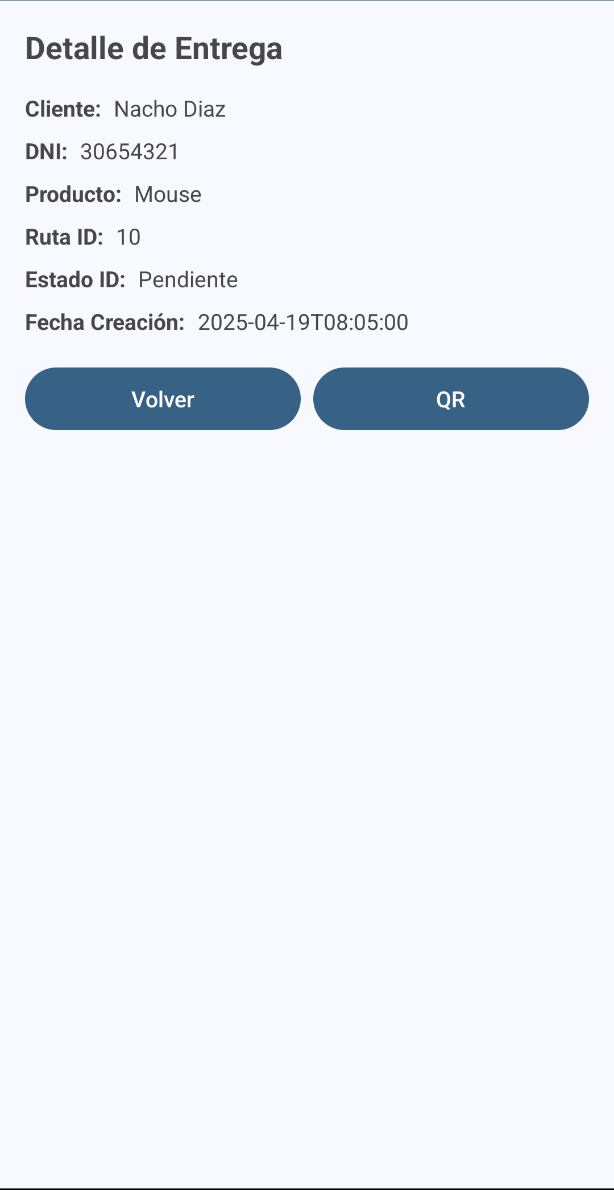 Detalle de Entrega
Cliente: Nacho Diaz
DNI: 30654321
Producto: Mouse
Ruta ID: 10
Estado ID: Pendiente
Fecha Creación: 2025-04-19T08:05:00
Volver QR